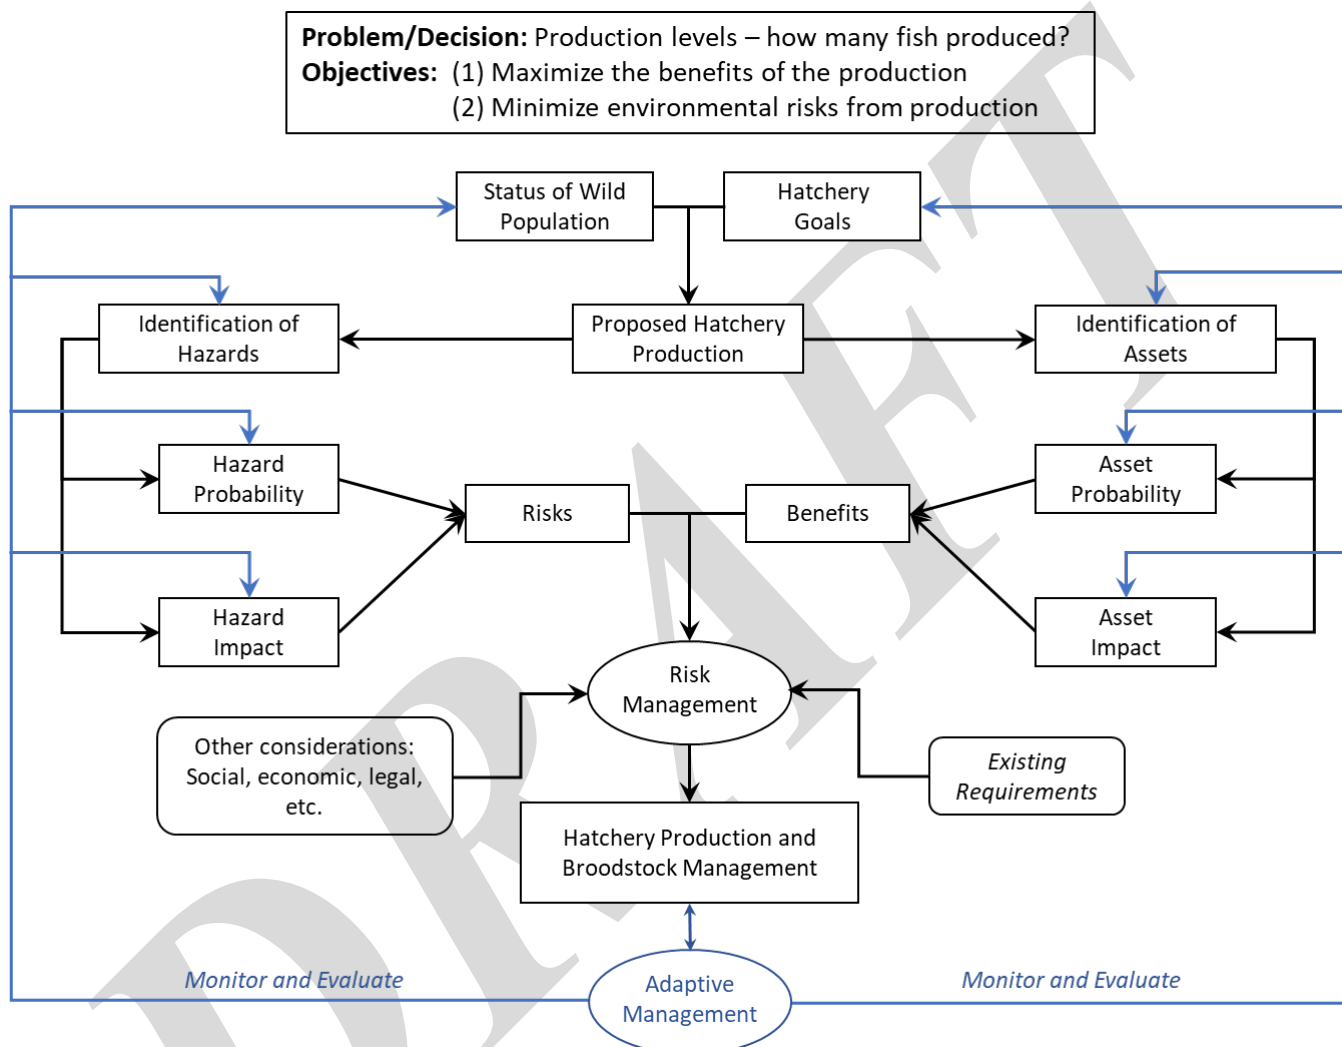 Problem/Decision: Production levels – how many fish produced?
Objectives: (1) Maximize the benefits of the production
(2) Minimize environmental risks from production
Status of Wild
Population
Hatchery
Goals
Identification of
Hazards
Proposed Hatchery
Production
Identification of
Assets
Hazard
Probability
Asset
Probability
Risks
Benefits
Hazard
Impact
Asset
Impact
Risk
Management
Other considerations:
Social, economic, legal,
etc.
Existing
Requirements
Hatchery Production and
Broodstock Management
Monitor and Evaluate
Adaptive
Management
Monitor and Evaluate
DRAFT